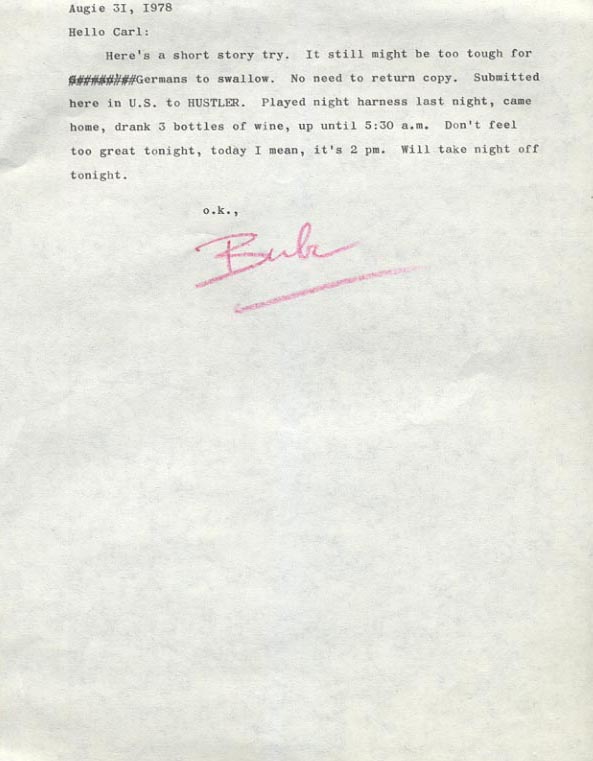 Augie 3I, I978
Hello Carl:
Here's a short story try. It still might be too tough for
Germans to swallow. No need to return copy. Submitted
here in U.S. to HUSTLER. Played night harness last night, came
home, drank 3 bottles of wine, up until 5:30 a.m. Don't feel
too great tonight, today I mean, it's 2 pm. Will take night off
tonight.
o.k.,
Buk